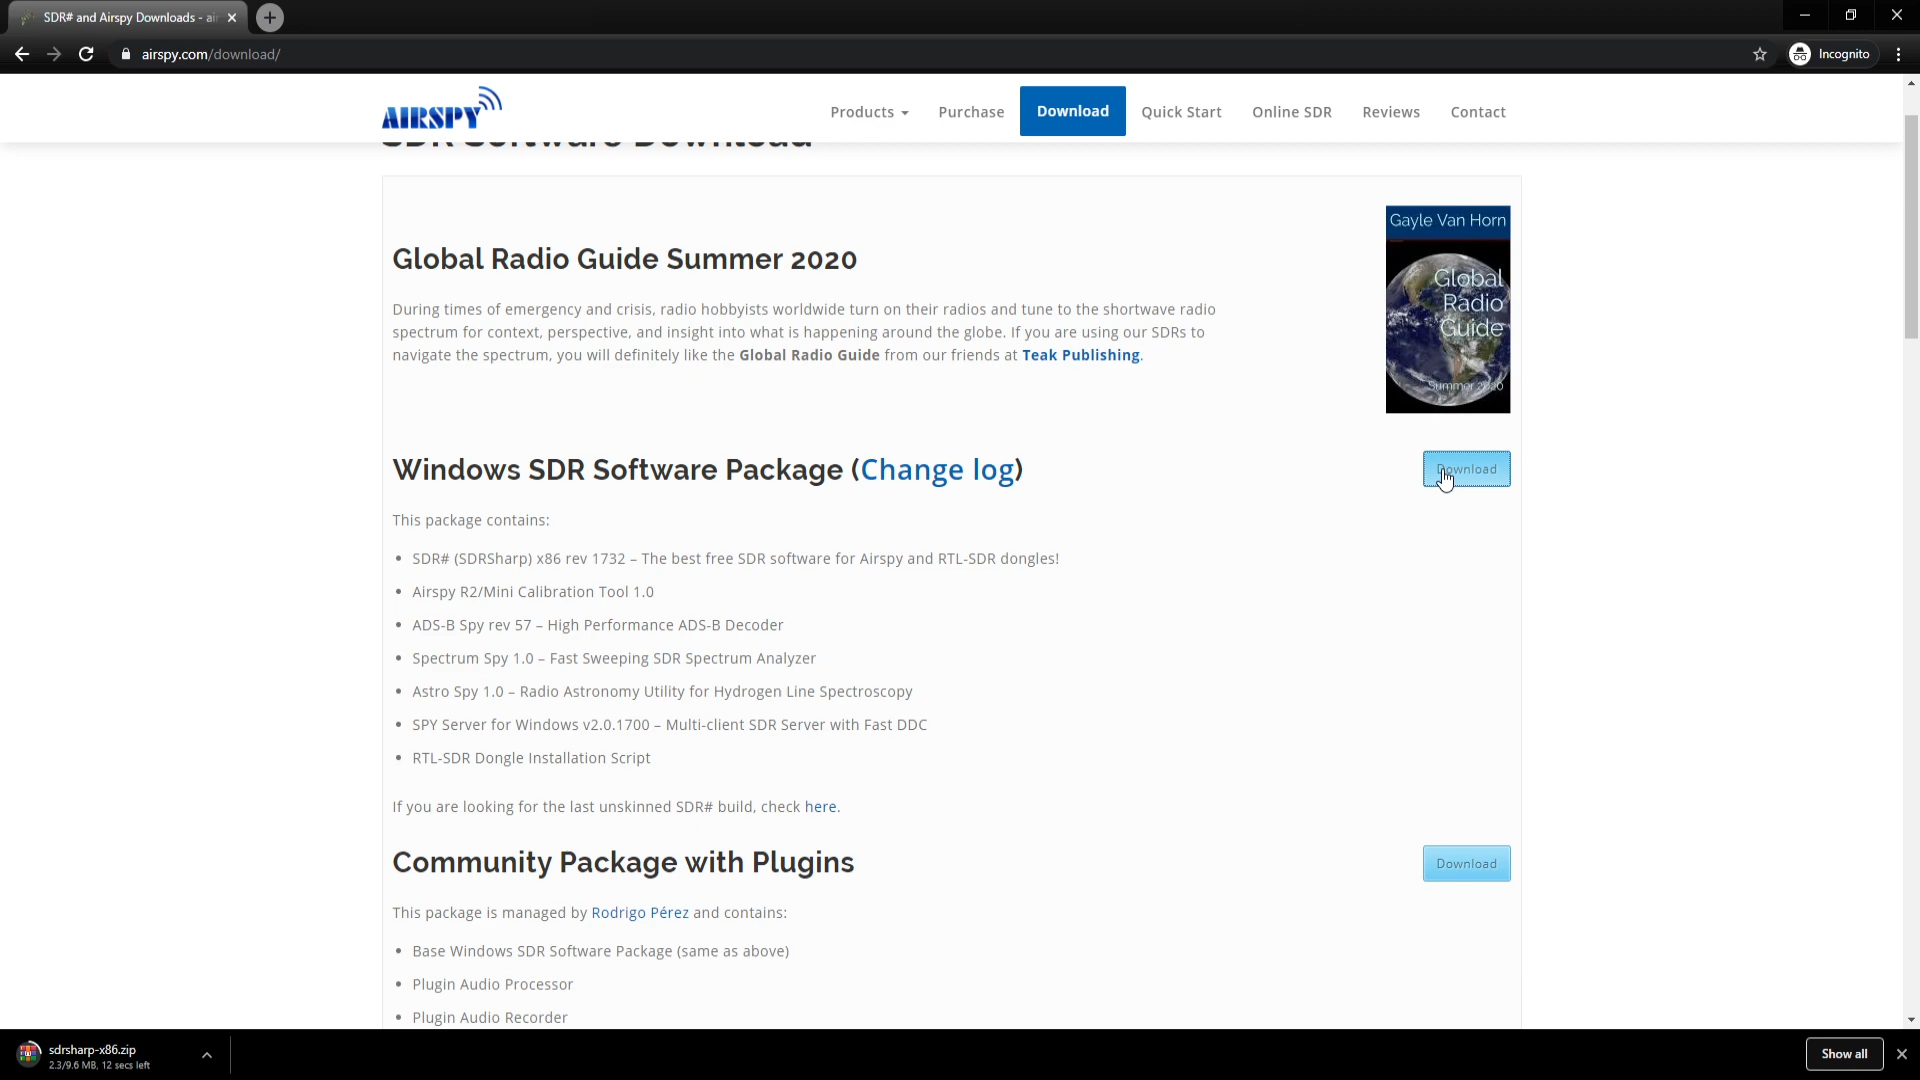 SDR# and Airspy Downloads - air
airspy.com/download/
Incognito
AIRSPY
Products
Purchase
Download
Quick Start
Online SDR
Reviews
Contact
SDR Software Download
Global Radio Guide Summer 2020
During times of emergency and crisis, radio hobbyists worldwide turn on their radios and tune to the shortwave radio
spectrum for context, perspective, and insight into what is happening around the globe. If you are using our SDRs to
navigate the spectrum, you will definitely like the Global Radio Guide from our friends at Teak Publishing.
Gayle Van Horn
Global
Radio
Guide
Summer 2020
Windows SDR Software Package (Change log)
Download
This package contains:
• SDR# (SDRSharp) x86 rev 1732 – The best free SDR software for Airspy and RTL-SDR dongles!
• Airspy R2/Mini Calibration Tool 1.0
• ADS-B Spy rev 57 – High Performance ADS-B Decoder
• Spectrum Spy 1.0 – Fast Sweeping SDR Spectrum Analyzer
• Astro Spy 1.0 – Radio Astronomy Utility for Hydrogen Line Spectroscopy
• SPY Server for Windows v2.0.1700 – Multi-client SDR Server with Fast DDC
• RTL-SDR Dongle Installation Script
If you are looking for the last unskinned SDR# build, check here.
Community Package with Plugins
Download
This package is managed by Rodrigo Pérez and contains:
• Base Windows SDR Software Package (same as above)
• Plugin Audio Processor
• Plugin Audio Recorder
sdrsharp-x86.zip
2.3/9.6 MB, 12 secs left
Show all